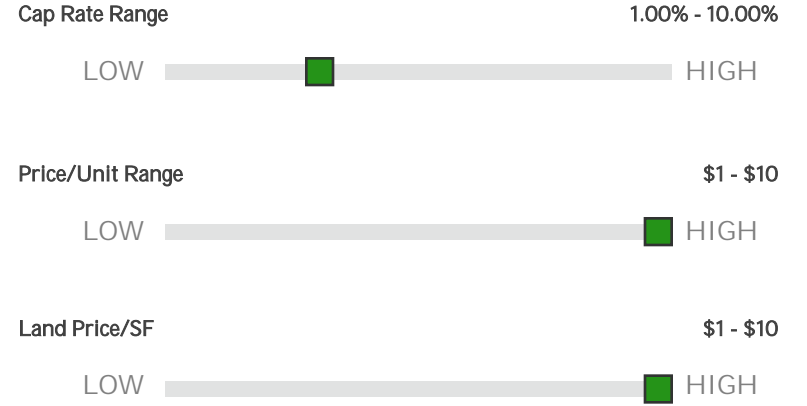 Cap Rate Range 1.00% - 10.00%
LOW HIGH
Price/Unit Range $1 - $10
LOW HIGH
Land Price/SF $1 - $10
LOW HIGH